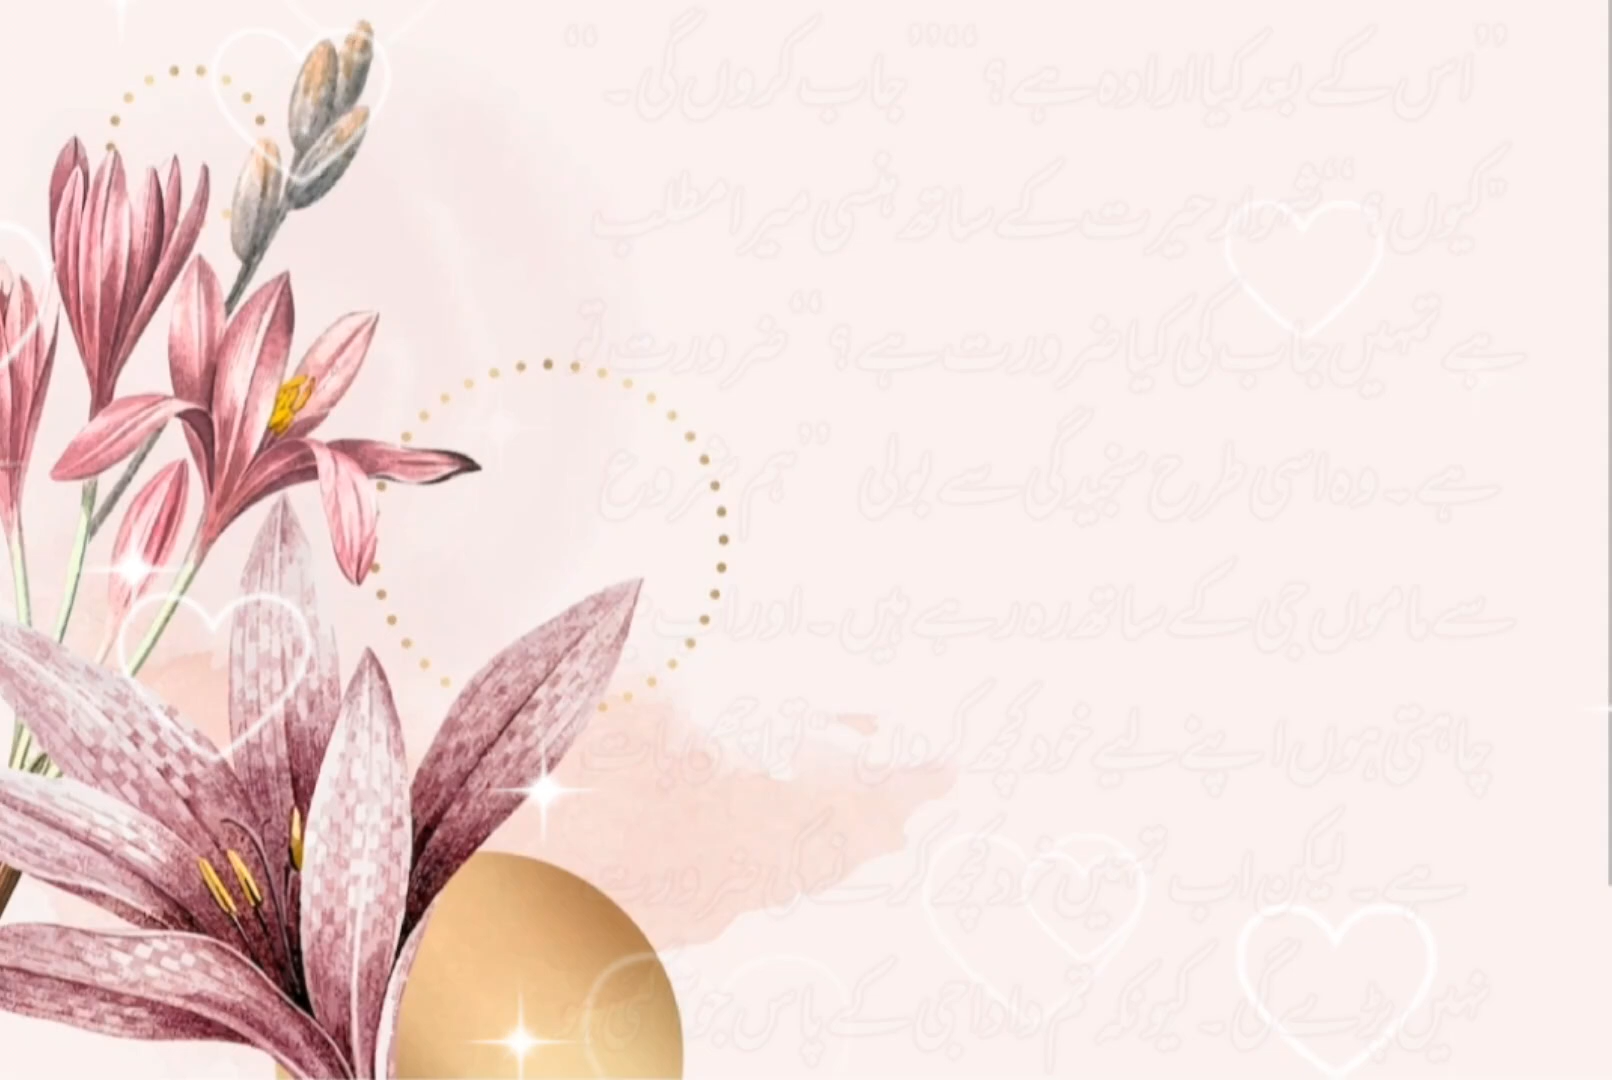 ”اس کے بعد کیا ارادہ ہے؟“ ”جاب کروں گی۔“
”کیوں؟“ شہوار حیرت کے ساتھ ہنسی میرا مطلب
ہے تمہیں جاب کی کیا ضرورت ہے؟“ ضرورت تو
ہے۔ وہ اسی طرح سنجیدگی سے بولی ”ہم شروع
سے ماموں جی کے ساتھ رہ رہے ہیں۔ اور اب
چاہتی ہوں اپنے لیے خود کچھ کروں“ تو اچھی بات
ہے۔ لیکن اب تمہیں خود کچھ کرنے کی ضرورت
نہیں پڑے گی۔ کیونکہ تم دادا جی کے پاس جو